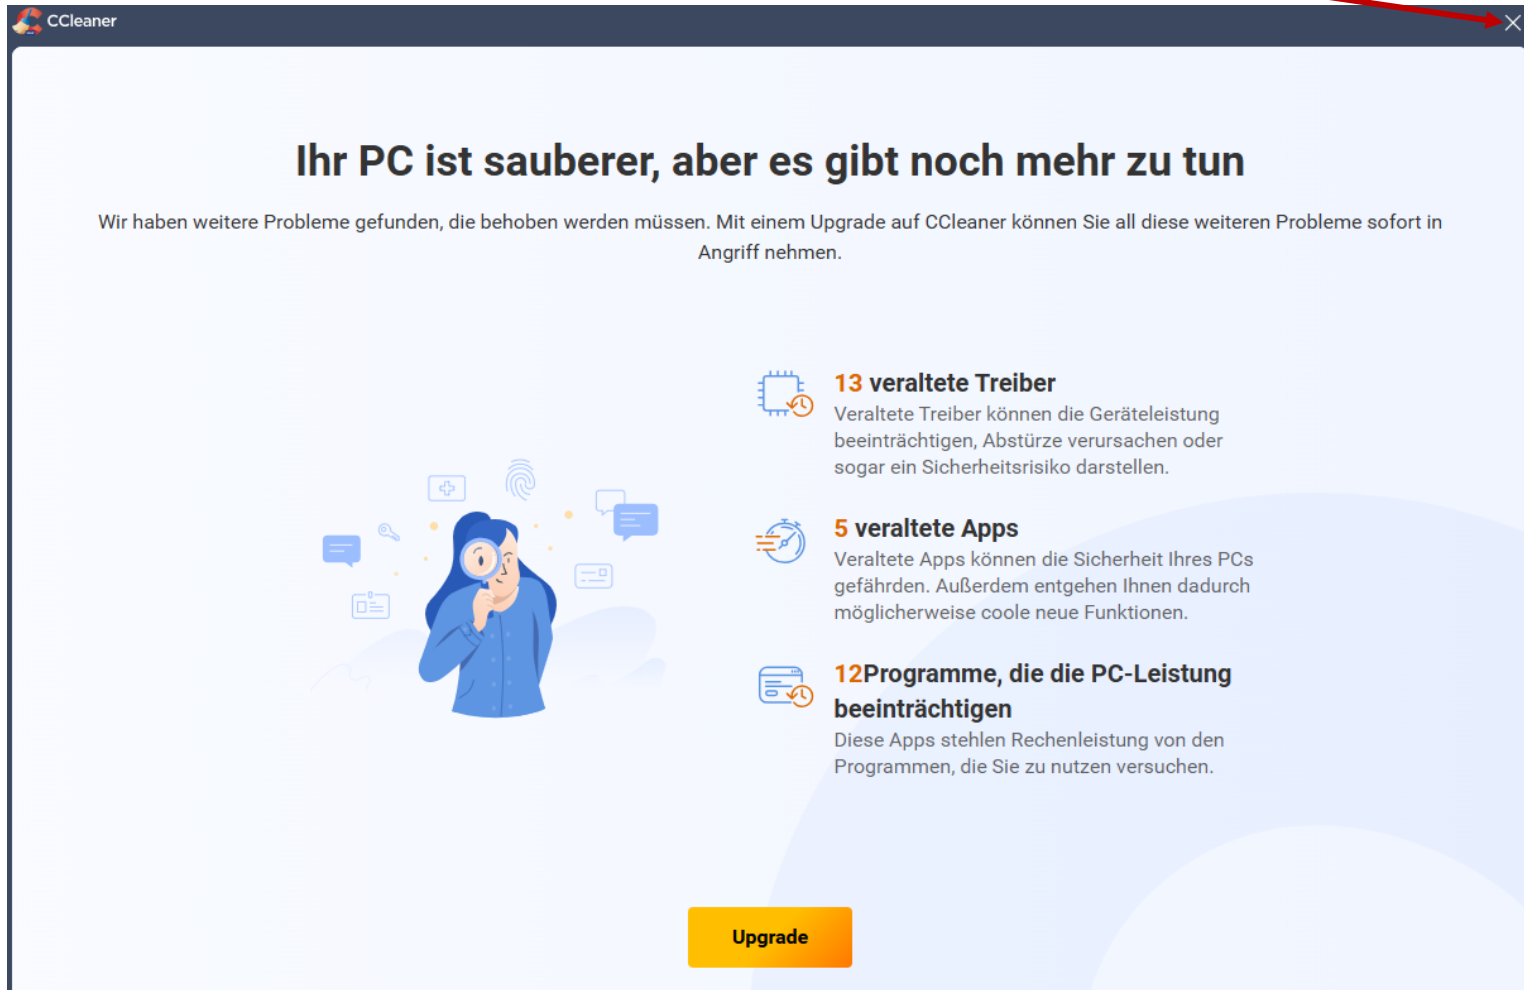 CCleaner
Ihr PC ist sauberer, aber es gibt noch mehr zu tun
Wir haben weitere Probleme gefunden, die behoben werden müssen. Mit einem Upgrade auf CCleaner können Sie all diese weiteren Probleme sofort in
Angriff nehmen.
13 veraltete Treiber
Veraltete Treiber können die Geräteleistung
beeinträchtigen, Abstürze verursachen oder
sogar ein Sicherheitsrisiko darstellen.
5 veraltete Apps
Veraltete Apps können die Sicherheit Ihres PCs
gefährden. Außerdem entgehen Ihnen dadurch
möglicherweise coole neue Funktionen.
12Programme, die die PC-Leistung
beeinträchtigen
Diese Apps stehlen Rechenleistung von den
Programmen, die Sie zu nutzen versuchen.
Upgrade